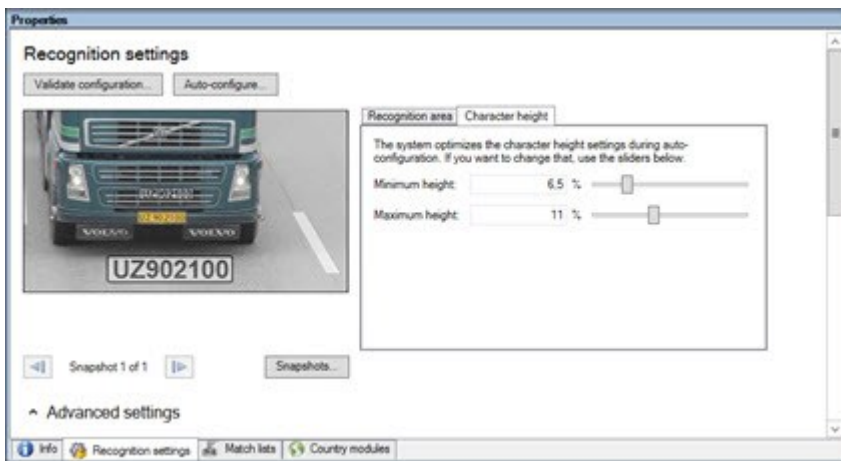 Properties
Recognition settings
Validate configuration... Auto-configure...
Recognition area Character height
The system optimizes the character height settings during auto-
configuration. If you want to change that, use the sliders below.
Minimum height: 6.5 %
Maximum height: 11 %
UZ 902100
VOLVO VOLVO
UZ902100
Snapshot 1 of 1 Snapshots...
Advanced settings
Info Recognition settings Match lists Country modules